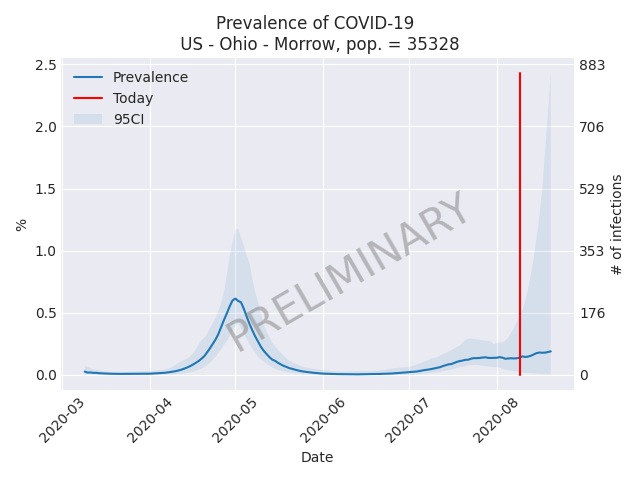 Prevalence of COVID-19
US - Ohio - Morrow, pop. = 35328
Prevalence
Today
95CI
PRELIMINARY
%
2.5
2.0
1.5
1.0
0.5
0.0
883
706
529
353
176
0
# of infections
2020-03
2020-04
2020-05
2020-06
2020-07
2020-08
Date